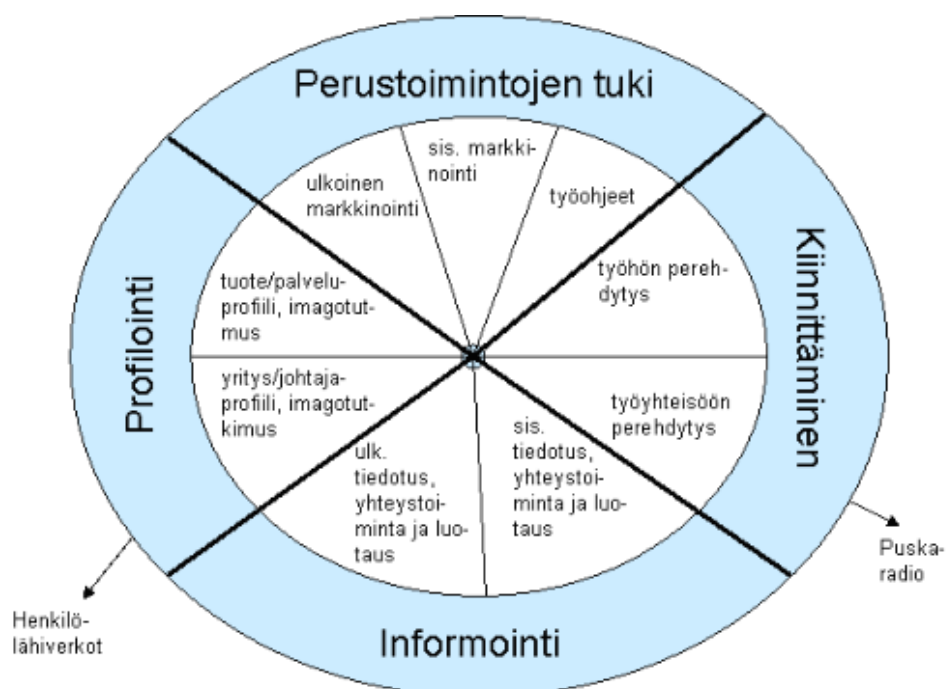 Perustoimintojen tuki
sis. markki-
nointi
ulkoinen
markkinointi
työohjeet
työhön pereh-
dytys
Kiinnittäminen
tuote/palvelu-
profiili, imagotut-
mus
Profilointi
yritys/johtaja-
profiili, imagotut-
kimus
työyhteisöön
perehdytys
ulk.
tiedotus,
yhteystoi-
minta ja luo-
taus
sis.
tiedotus,
yhteystoi-
minta ja luo-
taus
Puska-
radio
Henkilö-
lähiverkot
Informointi